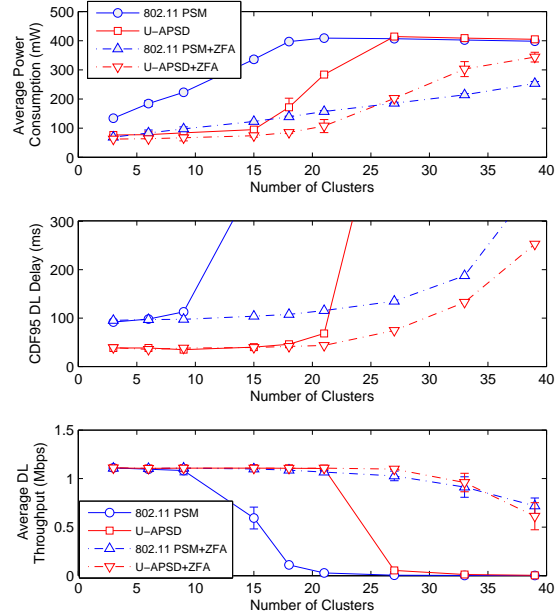 802.11 PSM
U−APSD
802.11 PSM+ZFA
U−APSD+ZFA
Average Power
Consumption (mW)
500
400
300
200
100
0
0 5 10 15 20 25 30 35 40
Number of Clusters
CDF95 DL Delay (ms)
300
200
100
0
0 5 10 15 20 25 30 35 40
Number of Clusters
Average DL
Throughput (Mbps)
1.5
1
0.5
0
802.11 PSM
U−APSD
802.11 PSM+ZFA
U−APSD+ZFA
0 5 10 15 20 25 30 35 40
Number of Clusters